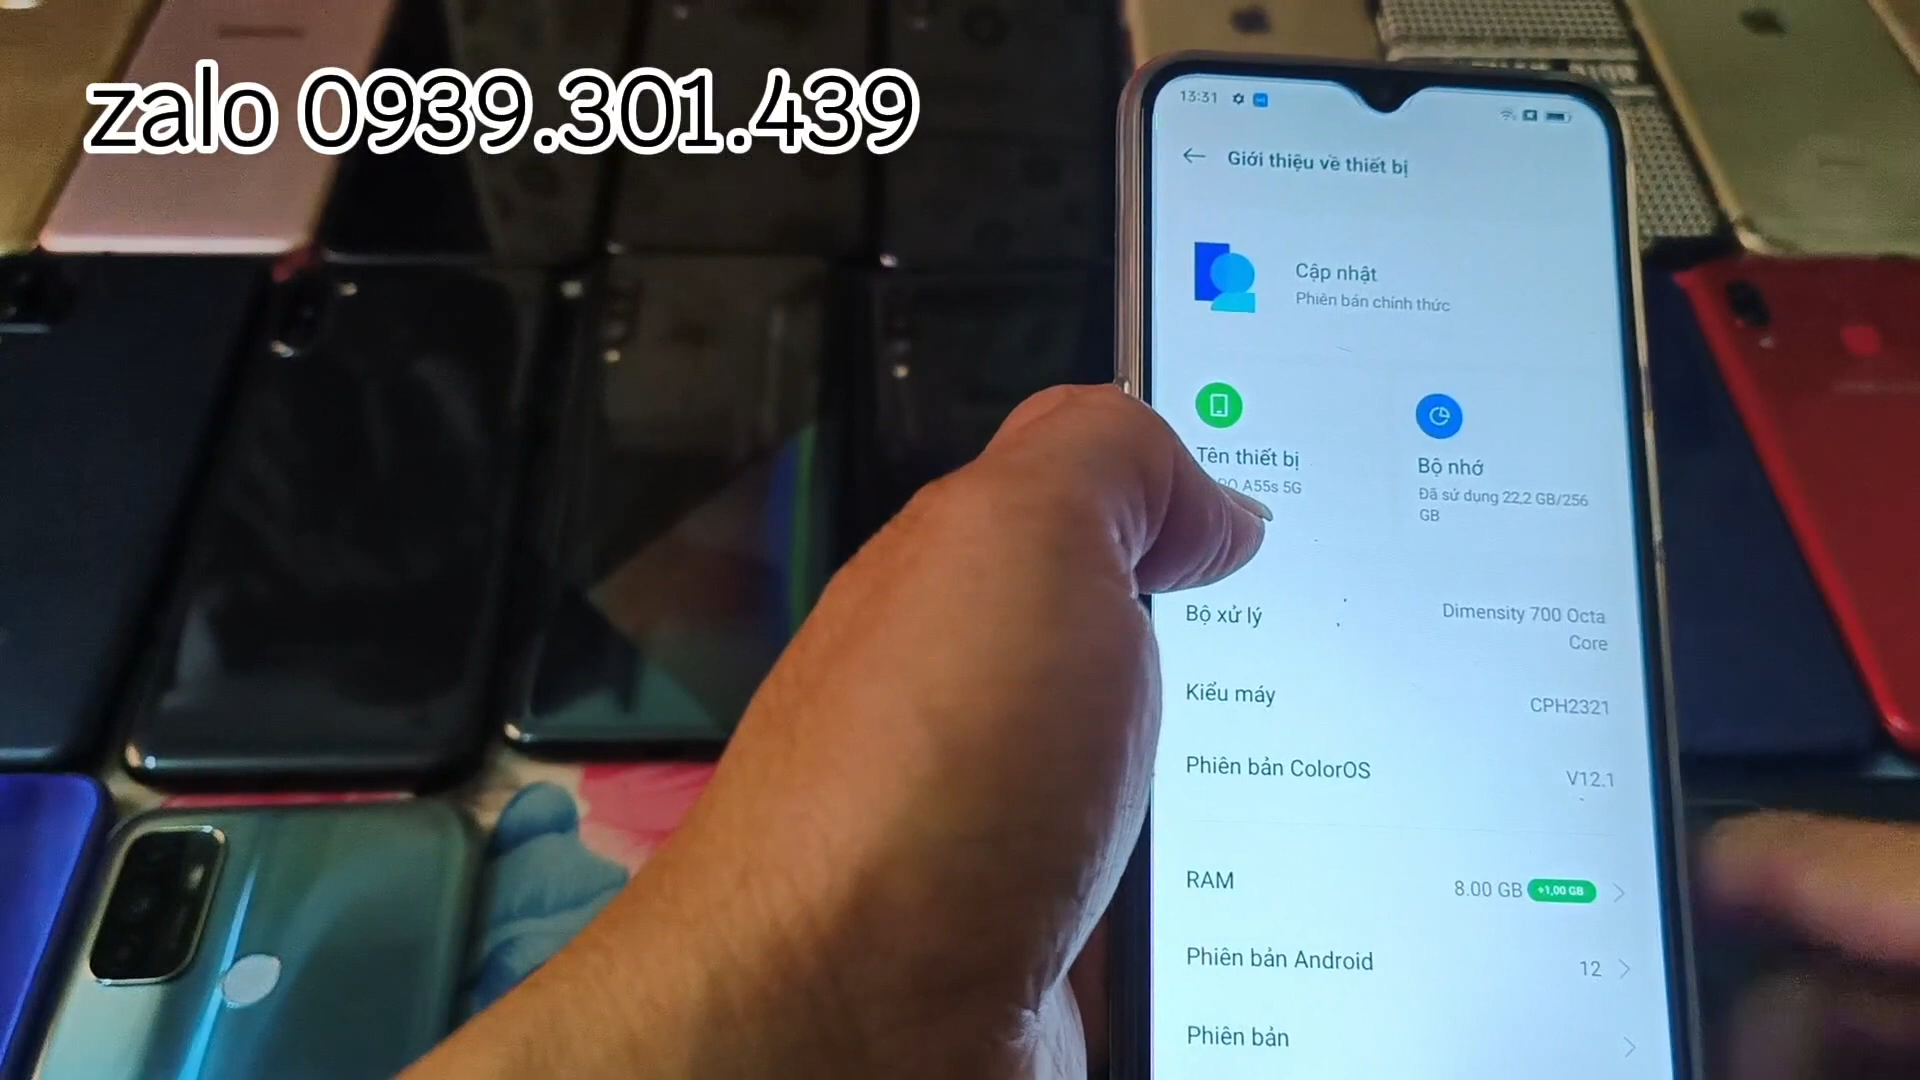 zalo 0939.301.439
13:31
Giới thiệu về thiết bị
Cập nhật
Phiên bản chính thức
Tên thiết bị
A55s 5G
Bộ nhớ
Đã sử dụng 22,2 GB/256
GB
Bộ xử lý
Dimensity 700 Octa
Core
Kiểu máy
CPH2321
Phiên bản ColorOS
V12.1
RAM
8.00 GB
+1,00 GB
Phiên bản Android
12
Phiên bản